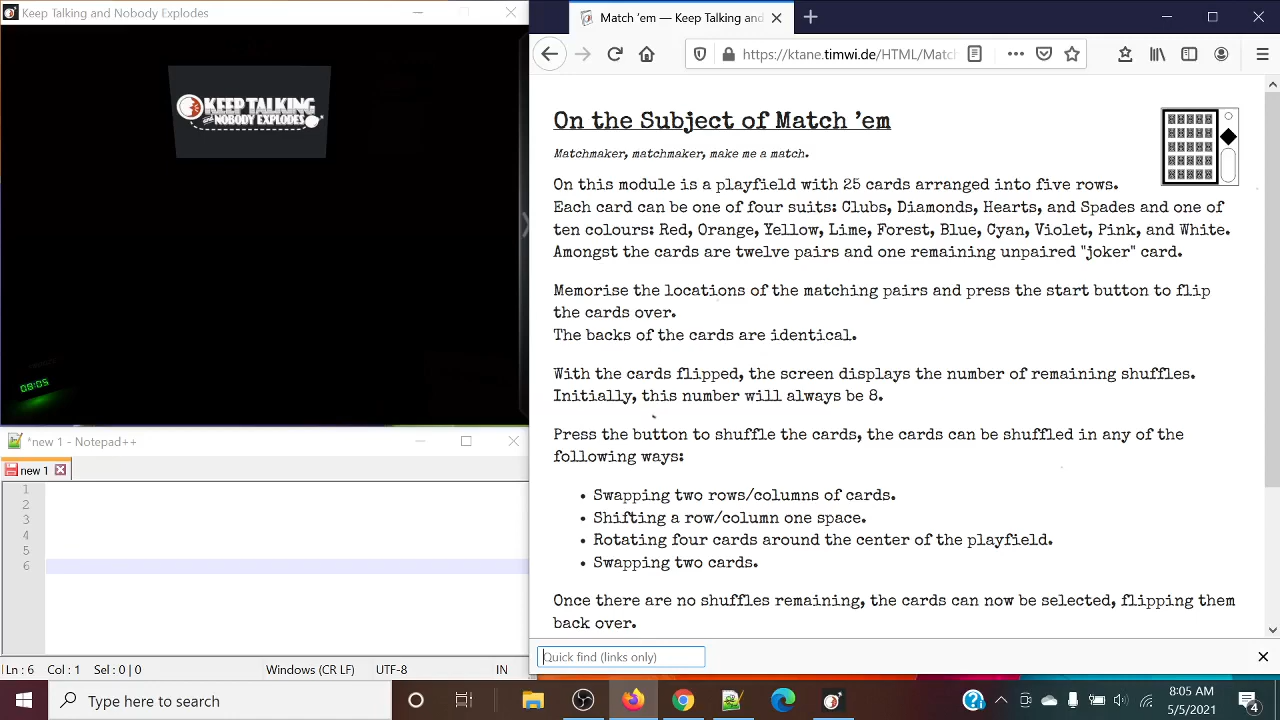 Keep Talking and Nobody Explodes
KEEP TALKING
AND NOBODY EXPLODES
08:05
*new 1 - Notepad++
new 1
1
2
3
4
5
6
Ln : 6 Col : 1 Sel : 0 | 0 Windows (CR LF) UTF-8 IN
Match 'em — Keep Talking and
https://ktane.timwi.de/HTML/Matc
On the Subject of Match ’em
Matchmaker, matchmaker, make me a match.
On this module is a playfield with 25 cards arranged into five rows.
Each card can be one of four suits: Clubs, Diamonds, Hearts, and Spades and one of
ten colours: Red, Orange, Yellow, Lime, Forest, Blue, Cyan, Violet, Pink, and White.
Amongst the cards are twelve pairs and one remaining unpaired "joker" card.
Memorise the locations of the matching pairs and press the start button to flip
the cards over.
The backs of the cards are identical.
With the cards flipped, the screen displays the number of remaining shuffles.
Initially, this number will always be 8.
Press the button to shuffle the cards, the cards can be shuffled in any of the
following ways:
• Swapping two rows/columns of cards.
• Shifting a row/column one space.
• Rotating four cards around the center of the playfield.
• Swapping two cards.
Once there are no shuffles remaining, the cards can now be selected, flipping them
back over.
Quick find (links only)
Type here to search
8:05 AM
5/5/2021
4